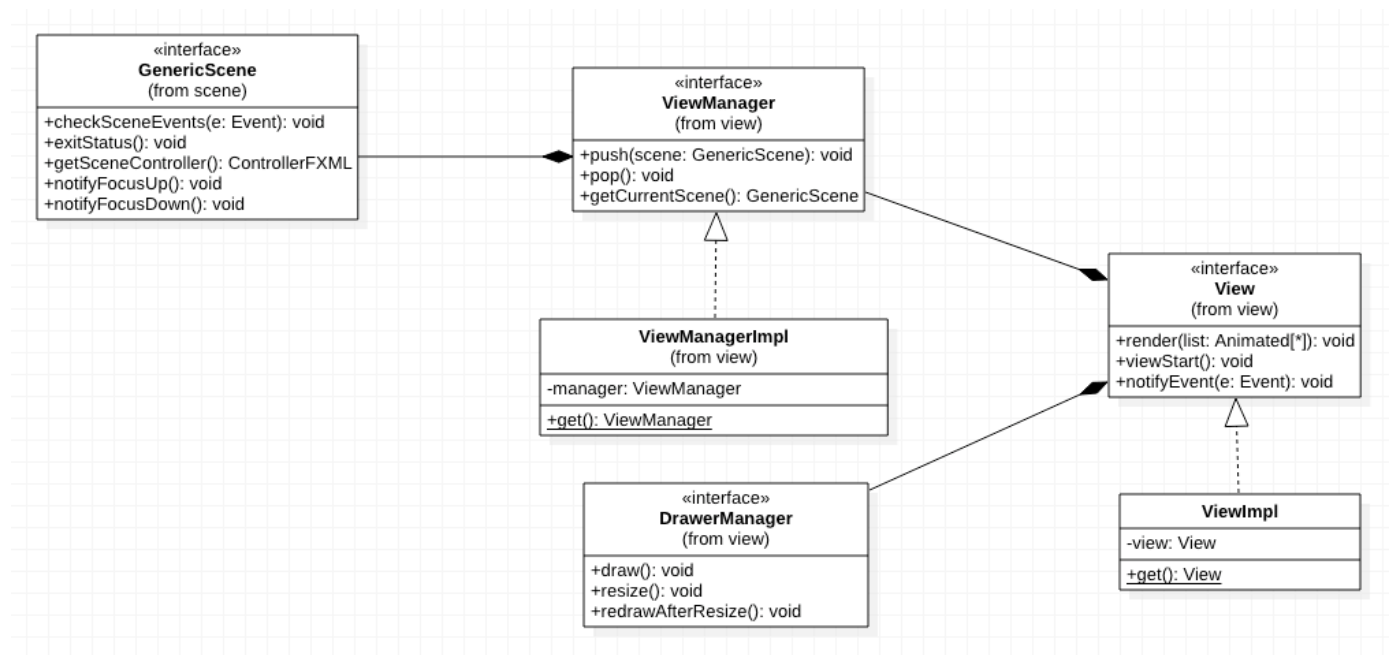 «interface»
GenericScene
(from scene)
+checkSceneEvents(e: Event): void
+exitStatus(): void
+getSceneController(): ControllerFXML
+notifyFocusUp(): void
+notifyFocusDown(): void
«interface»
ViewManager
(from view)
+push(scene: GenericScene): void
+pop(): void
+getCurrentScene(): GenericScene
«interface»
View
(from view)
+render(list: Animated[*]): void
+viewStart(): void
+notifyEvent(e: Event): void
ViewManagerImpl
(from view)
-manager: ViewManager
+get(): ViewManager
«interface»
DrawerManager
(from view)
+draw(): void
+resize(): void
+redrawAfterResize(): void
ViewImpl
-view: View
+get(): View